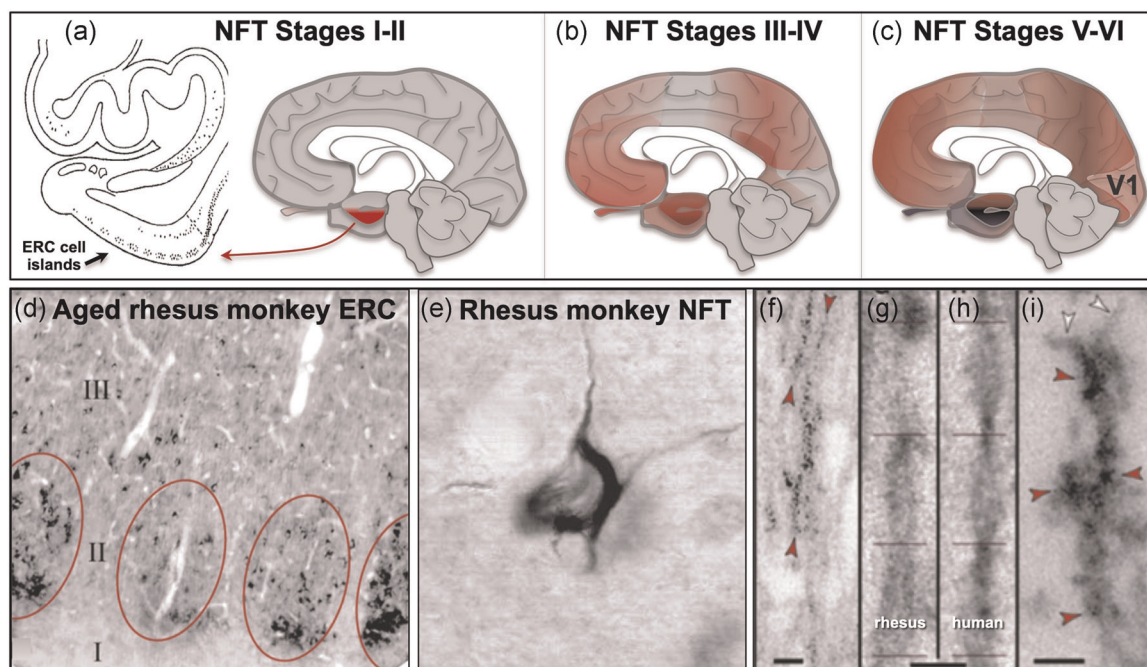 (a) NFT Stages I-II
ERC cell
islands
(b) NFT Stages III-IV
(c) NFT Stages V-VI
V1
(d) Aged rhesus monkey ERC
III
II
I
(e) Rhesus monkey NFT
(f)
(g)
rhesus
(h)
human
(i)